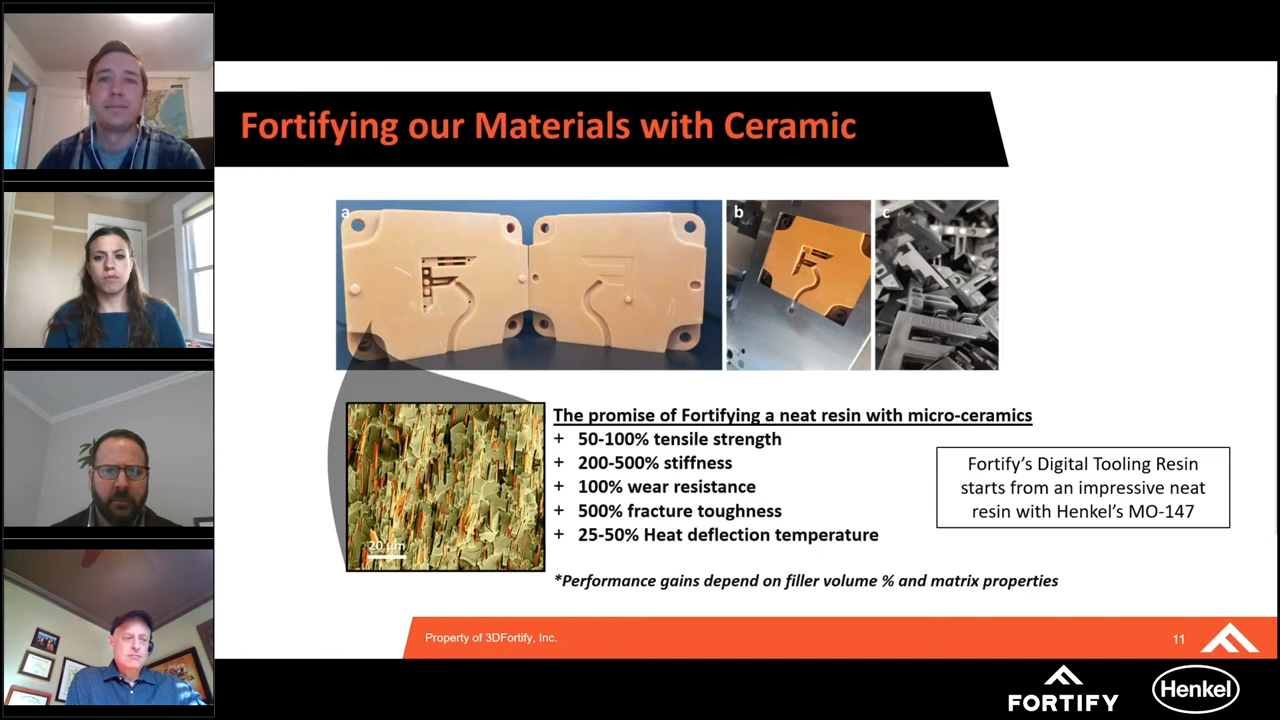 Fortifying our Materials with Ceramic
a
b
c
The promise of Fortifying a neat resin with micro-ceramics
+ 50-100% tensile strength
+ 200-500% stiffness
+ 100% wear resistance
+ 500% fracture toughness
+ 25-50% Heat deflection temperature
20 µm
Fortify's Digital Tooling Resin
starts from an impressive neat
resin with Henkel's MO-147
*Performance gains depend on filler volume % and matrix properties
Property of 3DFortify, Inc.
11
FORTIFY
Henkel